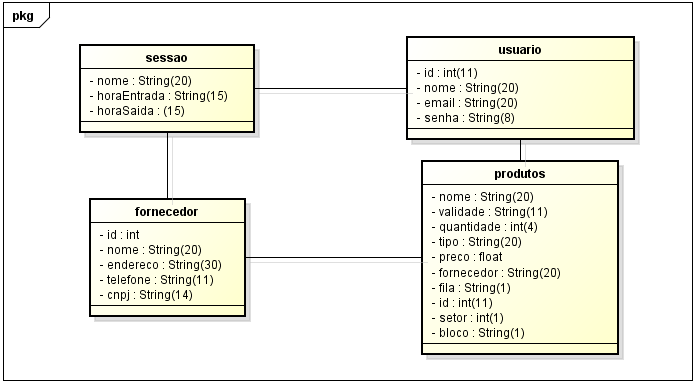 pkg
sessao
- nome : String(20)
- horaEntrada : String(15)
- horaSaida : (15)
usuario
- id : int(11)
- nome : String(20)
- email : String(20)
- senha : String(8)
fornecedor
- id : int
- nome : String(20)
- endereco : String(30)
- telefone : String(11)
- cnpj : String(14)
produtos
- nome : String(20)
- validade : String(11)
- quantidade : int(4)
- tipo : String(20)
- preco : float
- fornecedor : String(20)
- fila : String(1)
- id : int(11)
- setor : int(1)
- bloco : String(1)